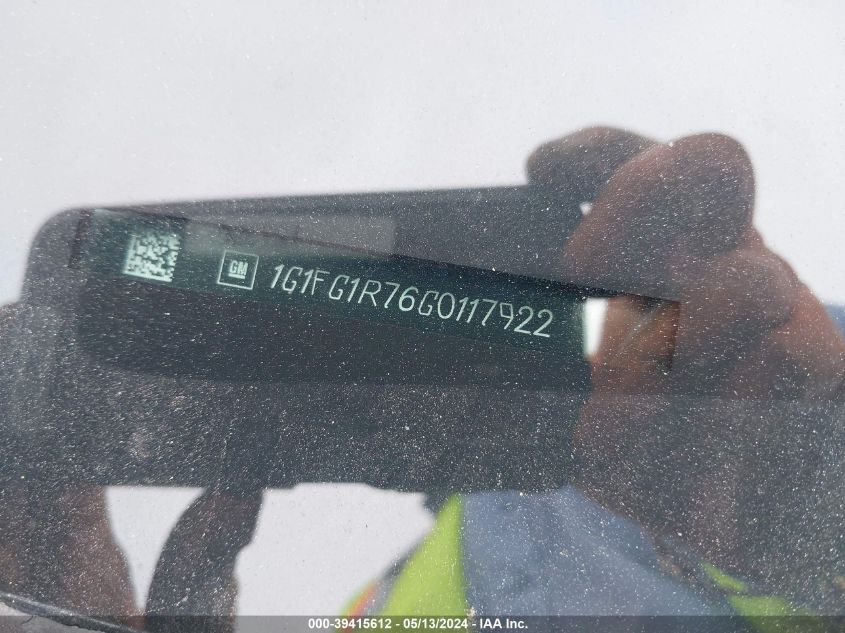 GM 1G1FG1R76G0117922
000-39415612 - 05/13/2024 - IAA Inc.